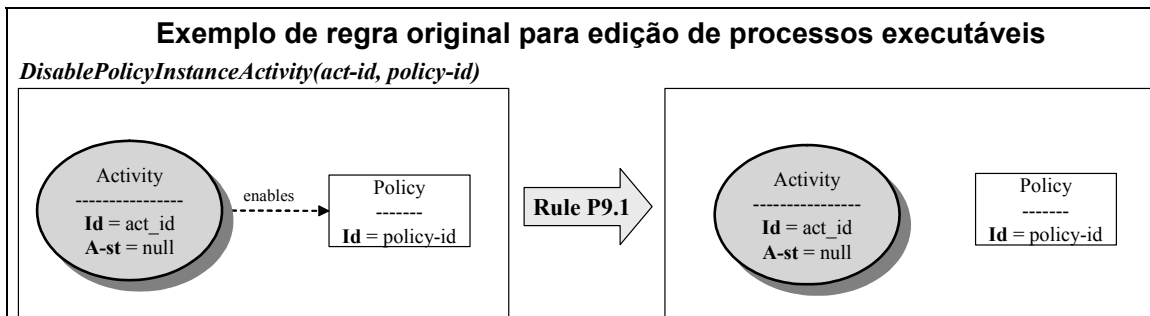 Exemplo de regra original para edição de processos executáveis
DisablePolicyInstanceActivity(act-id, policy-id)
Activity
----------------
Id = act_id
A-st = null
enables
Policy
-------
Id = policy-id
Rule P9.1
Activity
----------------
Id = act_id
A-st = null
Policy
-------
Id = policy-id